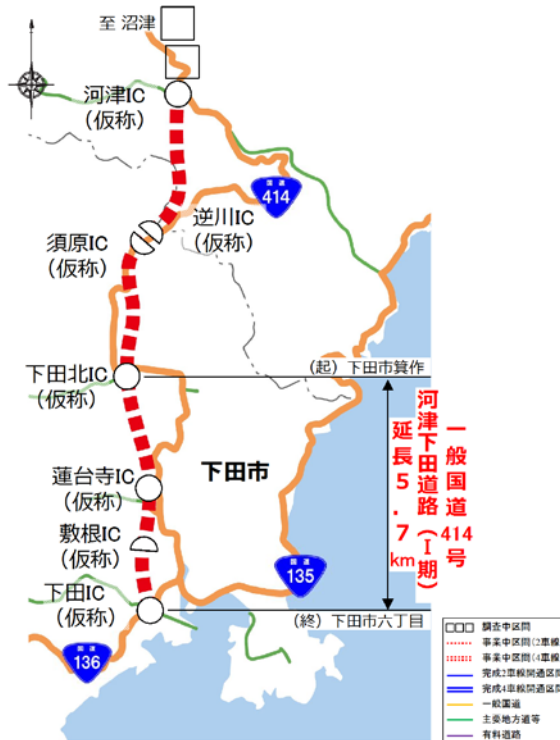 至 沼津
河津IC
（仮称）
国道
414
逆川IC
（仮称）
須原IC
（仮称）
（起）下田市箕作
下田北IC
（仮称）
一般国道414号
河津下田道路（Ⅰ期）
延長5.7km
下田市
蓮台寺IC
（仮称）
敷根IC
（仮称）
国道
135
下田IC
（仮称）
（終）下田市六丁目
国道
136
調査中区間
事業中区間(2車線
事業中区間(4車線
完成2車線開通区間
完成4車線開通区間
一般国道
主要地方道等
有料道路